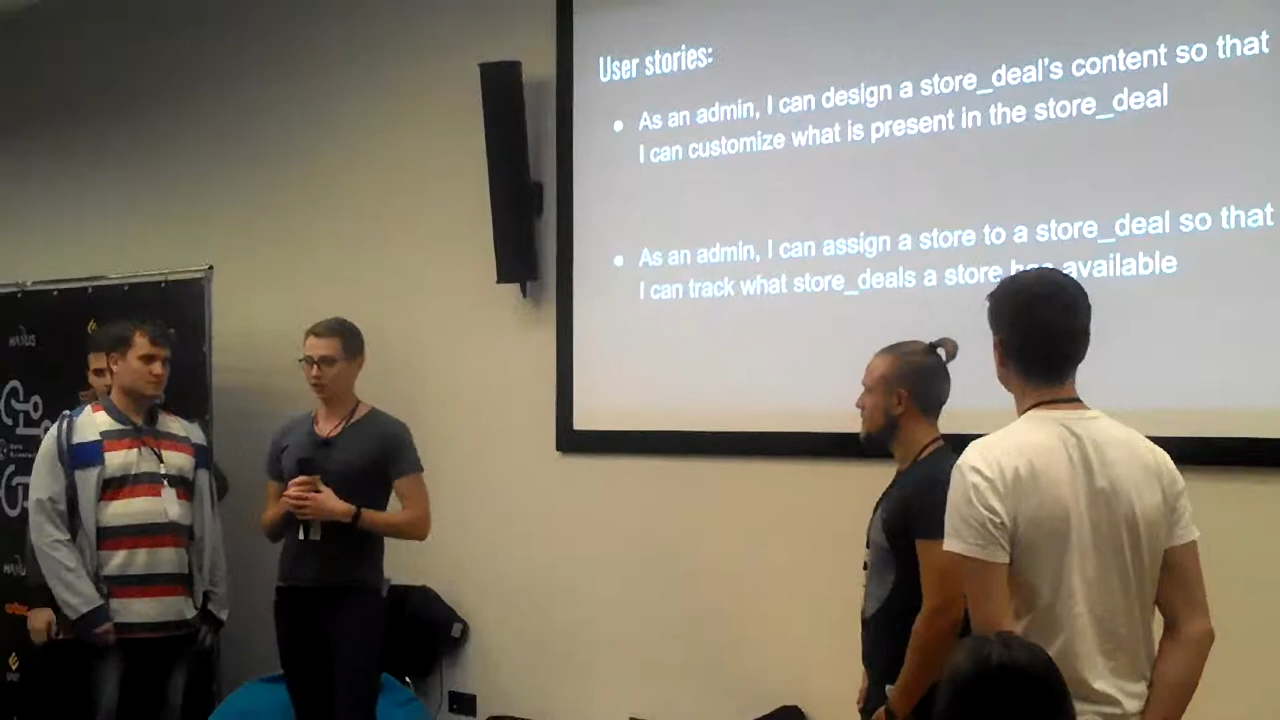 User stories:
• As an admin, I can design a store_deal's content so that
I can customize what is present in the store_deal
• As an admin, I can assign a store to a store_deal so that
I can track what store_deals a store has available